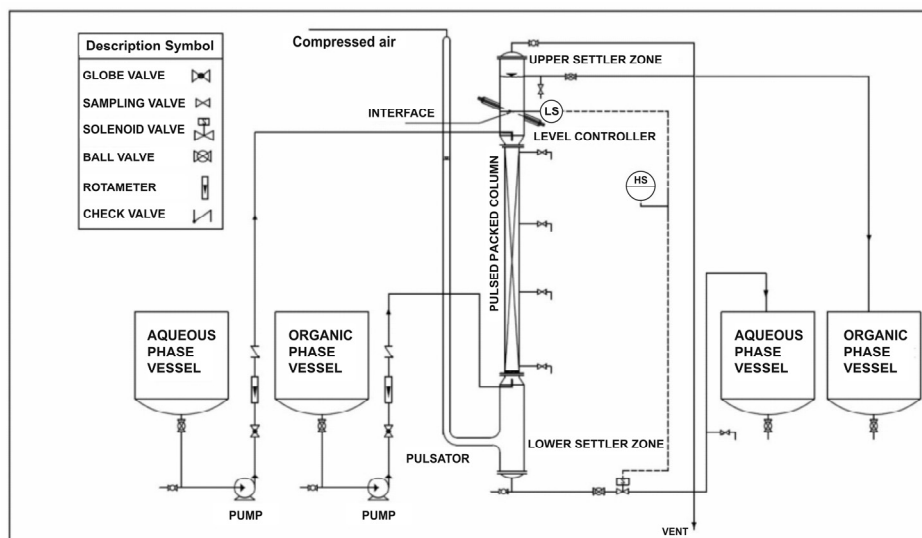 Compressed air
UPPER SETTLER ZONE
Description Symbol
GLOBE VALVE
SAMPLING VALVE
SOLENOID VALVE
BALL VALVE
ROTAMETER
CHECK VALVE
INTERFACE
LS
LEVEL CONTROLLER
HS
PULSED PACKED COLUMN
AQUEOUS
PHASE
VESSEL
ORGANIC
PHASE
VESSEL
AQUEOUS
PHASE
VESSEL
ORGANIC
PHASE
VESSEL
PULSATOR
LOWER SETTLER ZONE
PUMP
PUMP
VENT